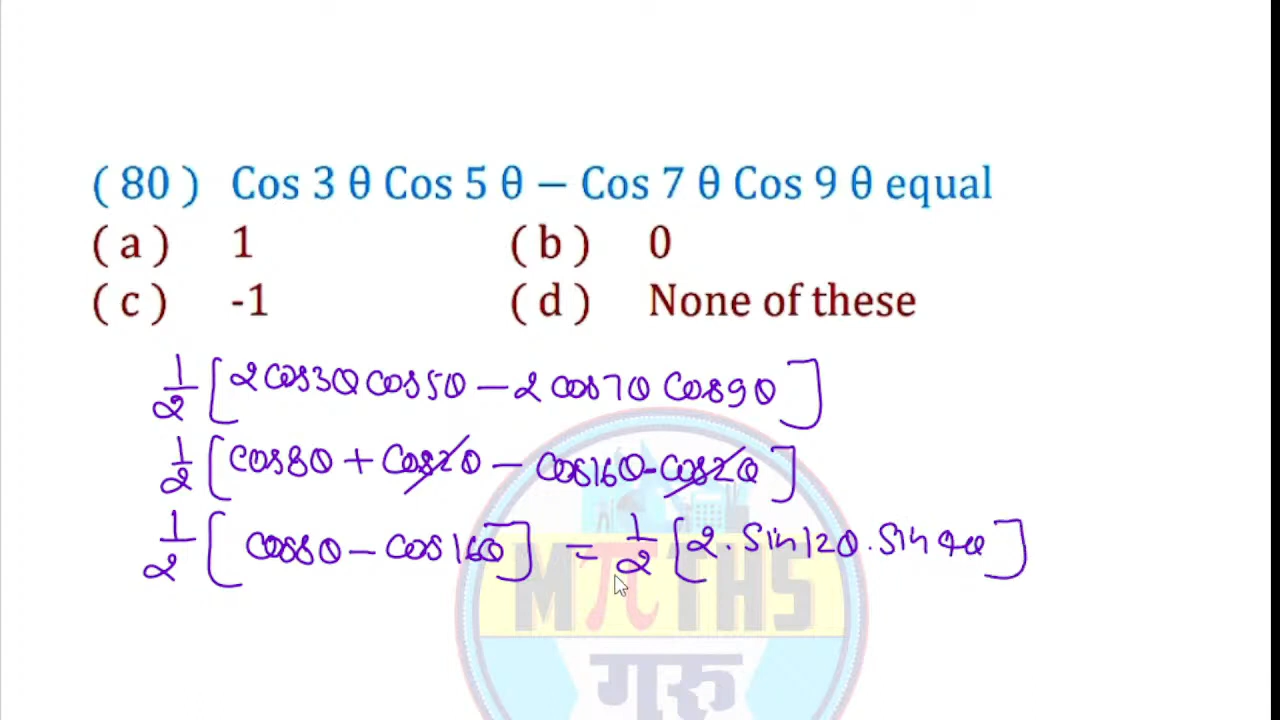 ( 80 ) Cos 3 θ Cos 5 θ − Cos 7 θ Cos 9 θ equal
( a ) 1 ( b ) 0
( c ) -1 ( d ) None of these
1/2 [ 2 cos3θ cos5θ − 2 cos7θ cos9θ ]
1/2 [ cos8θ + cos2θ − cos16θ - cos2θ ]
1/2 [ cos8θ − cos16θ ] = 1/2 [ 2. sin12θ. sin4θ ]
MπTHS
गुरु